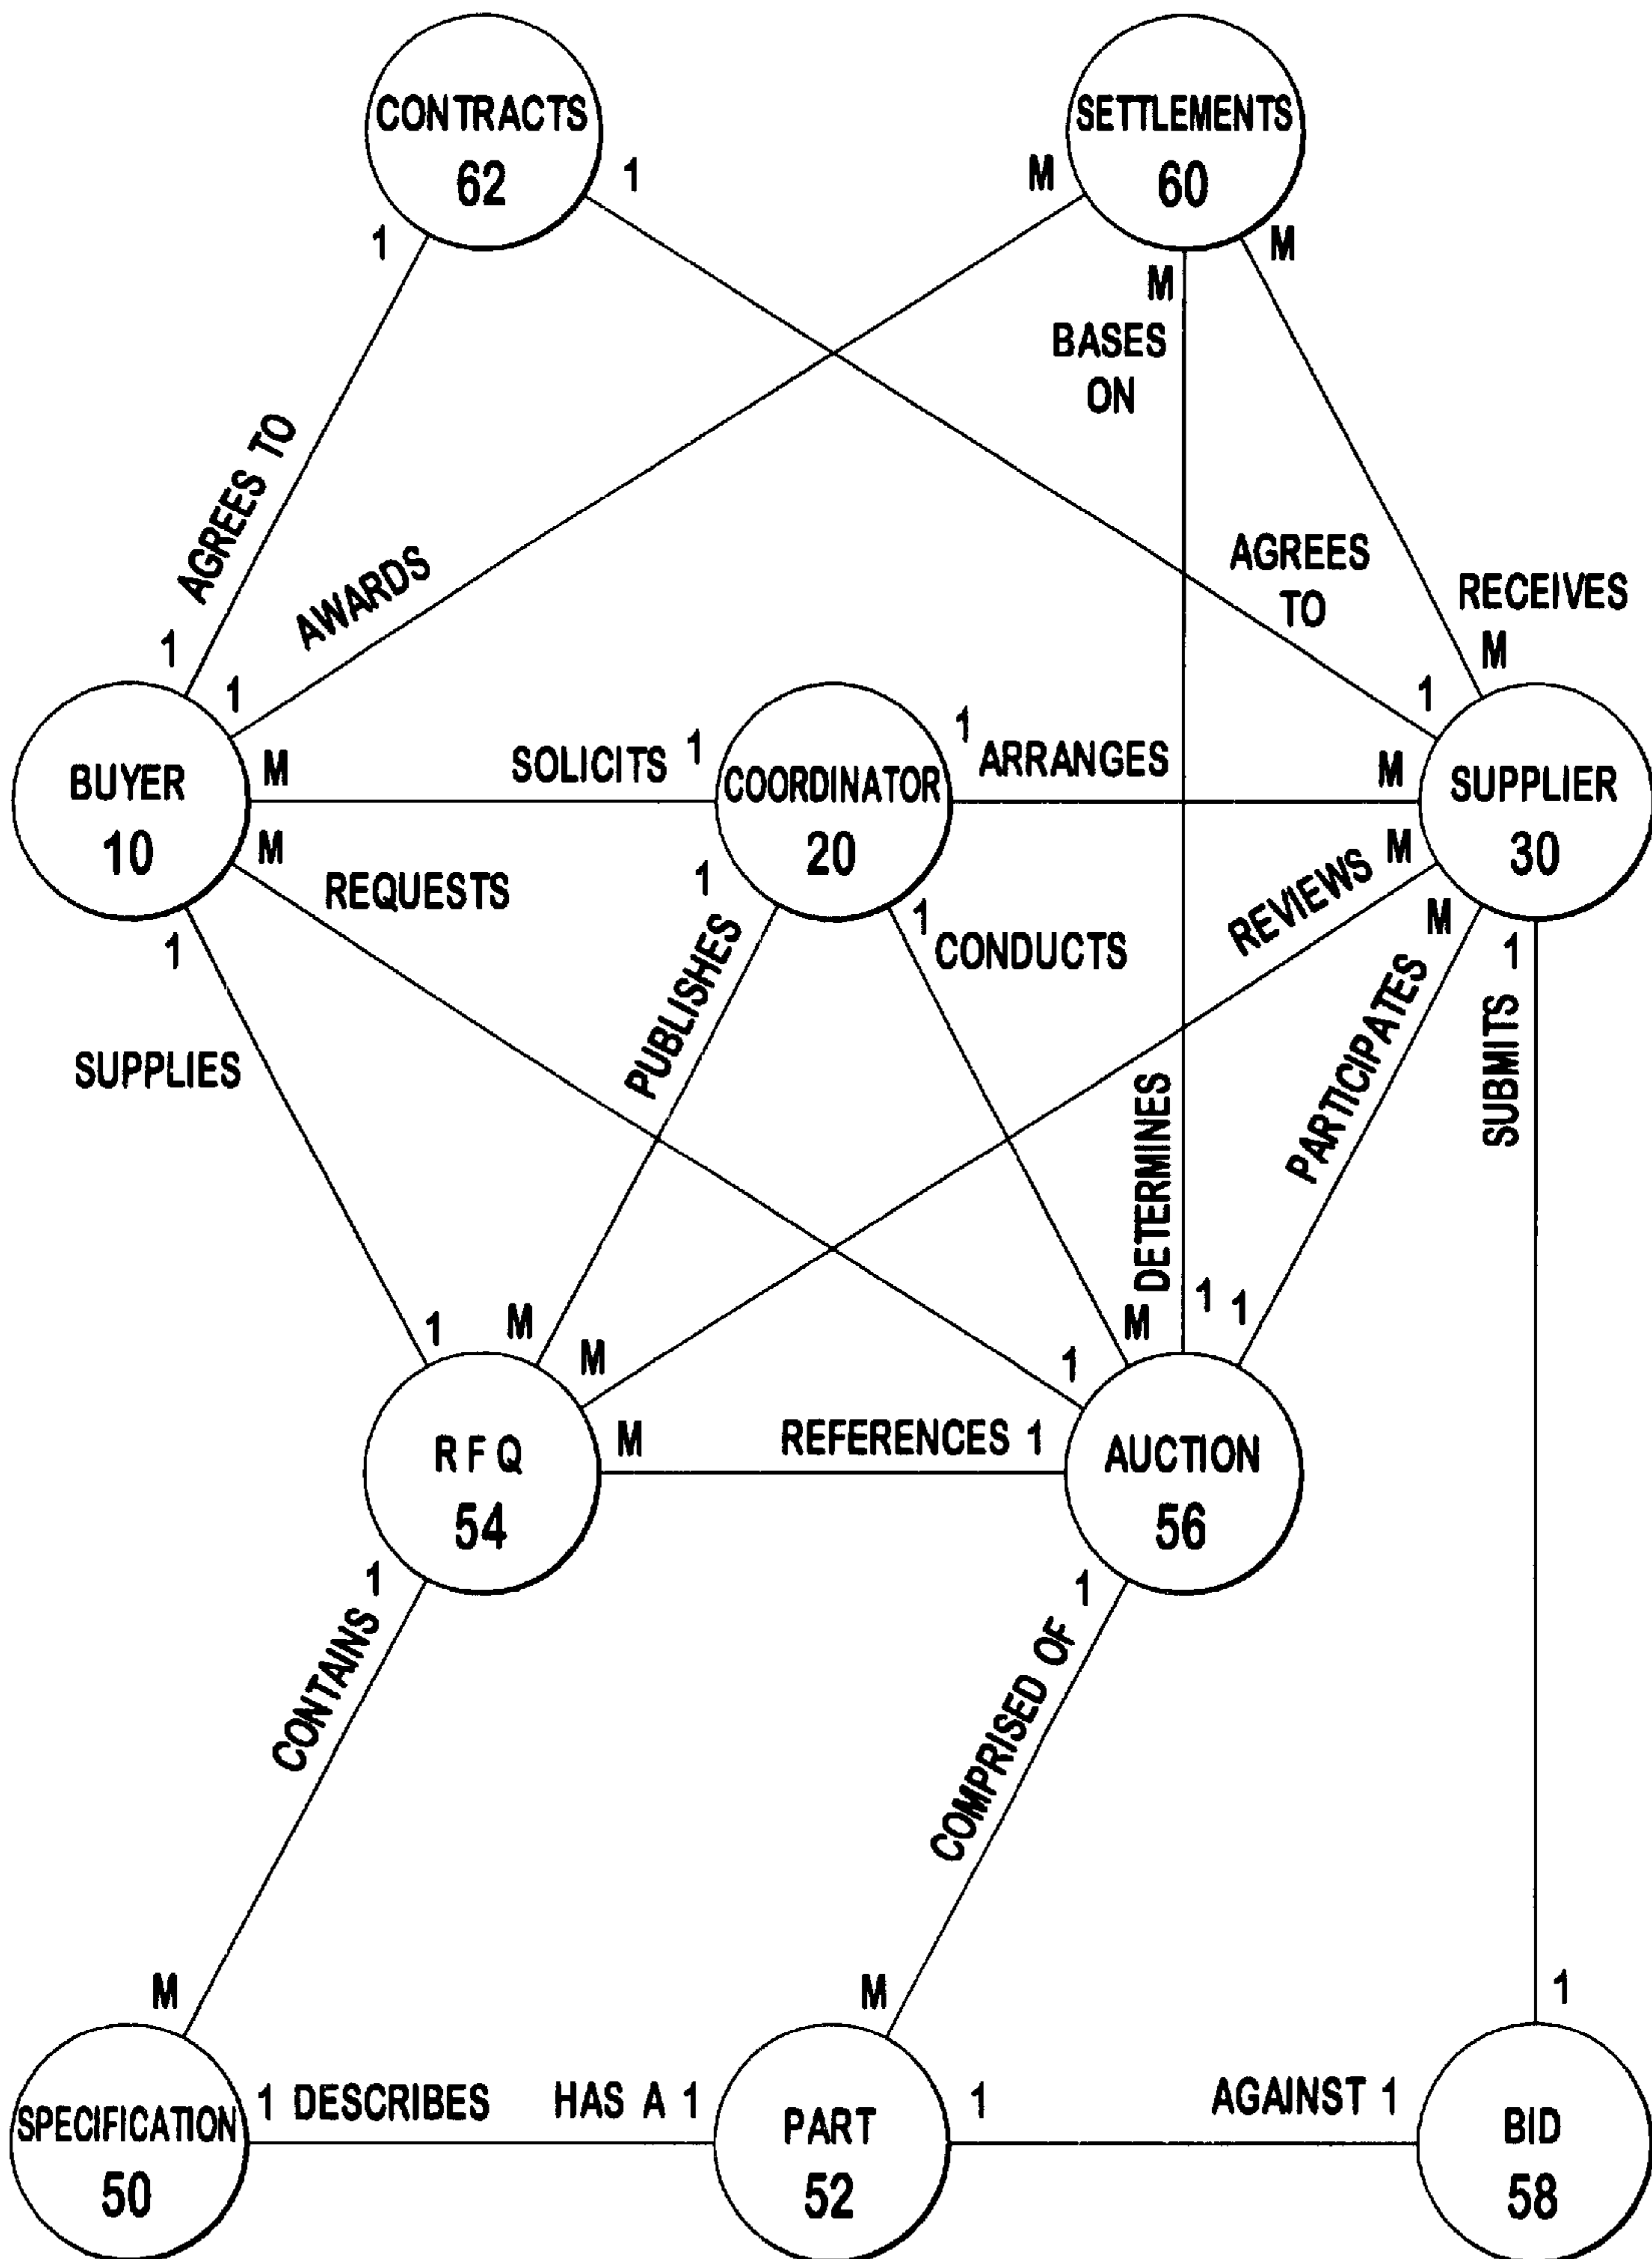 CONTRACTS
62
SETTLEMENTS
60
1
M
1
M
M
BASES
ON
AGREES TO
AWARDS
AGREES
TO
RECEIVES
1
M
1
1
BUYER
10
M
SOLICITS
1
COORDINATOR
20
1
ARRANGES
M
SUPPLIER
30
M
REQUESTS
1
PUBLISHES
1
CONDUCTS
REVIEWS
M
M
PARTICIPATES
1
SUBMITS
1
SUPPLIES
DETERMINES
1
M
M
1
M
1
1
RFQ
54
M
REFERENCES 1
AUCTION
56
1
CONTAINS
1
COMPRISED OF
M
M
1
SPECIFICATION
50
1 DESCRIBES
HAS A 1
PART
52
1
AGAINST 1
BID
58